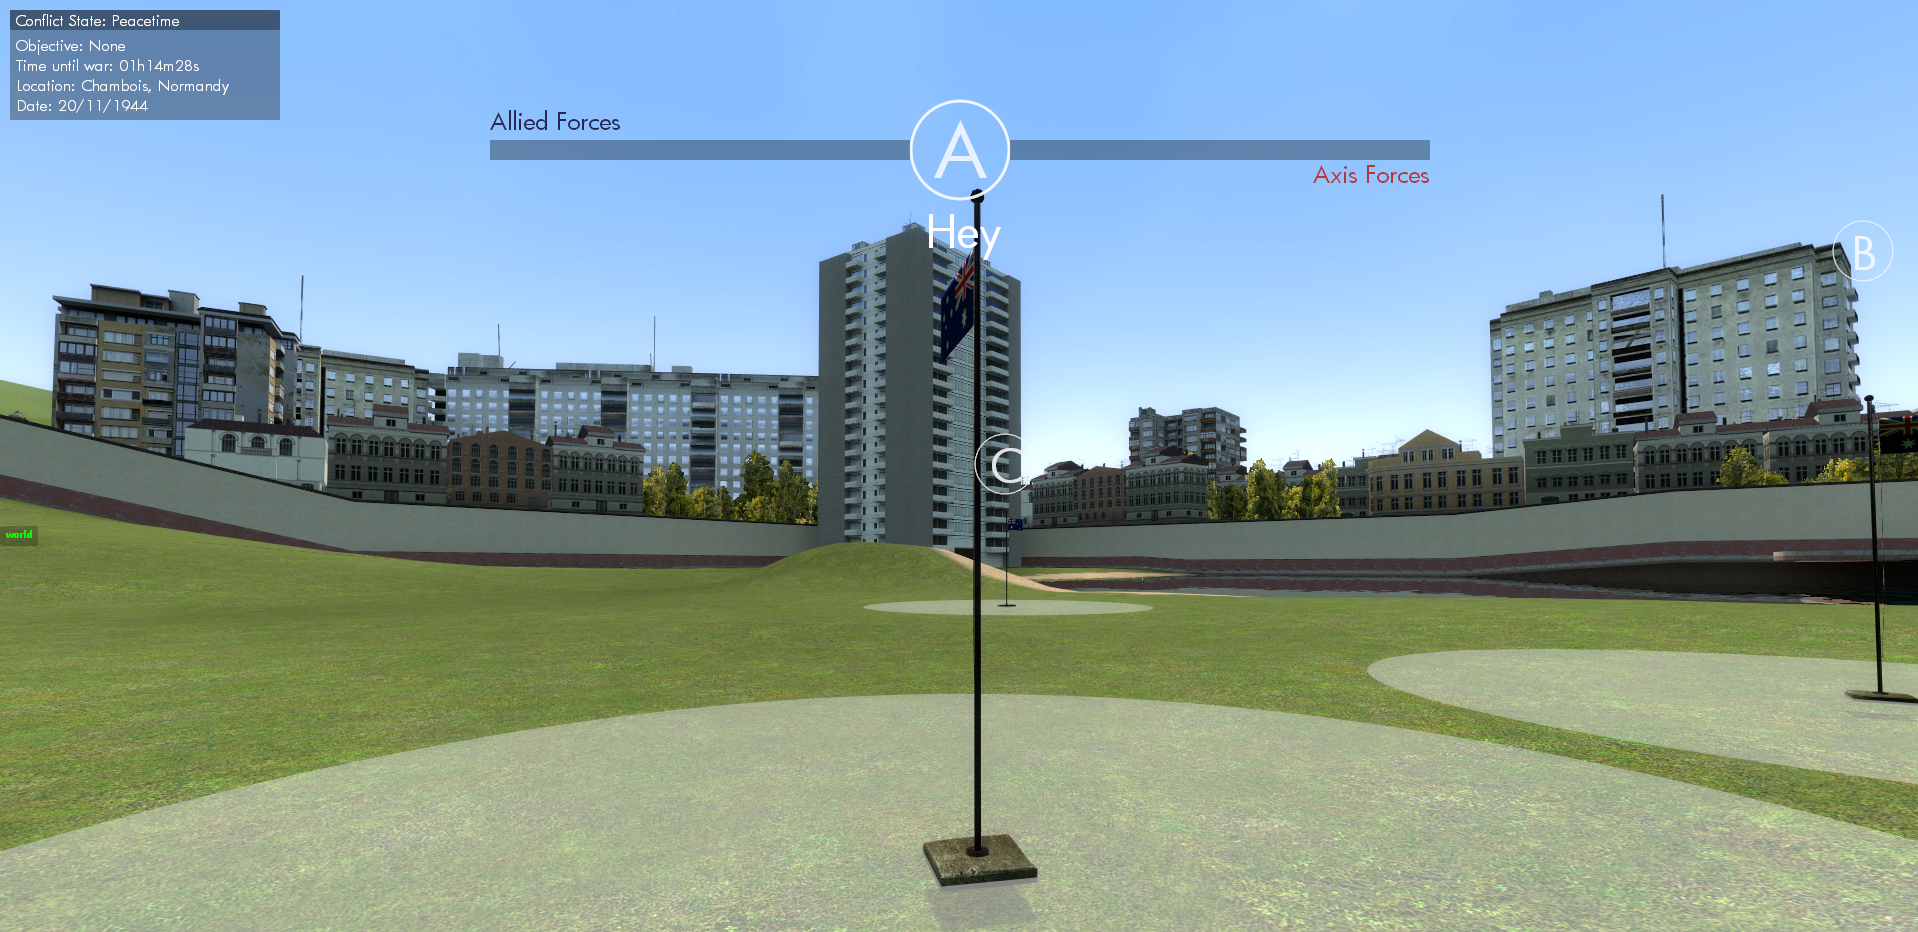 Conflict State: Peacetime
Objective: None
Time until war: 01h14m28s
Location: Chambois, Normandy
Date: 20/11/1944
Allied Forces
A
Axis Forces
Hey
B
C
world